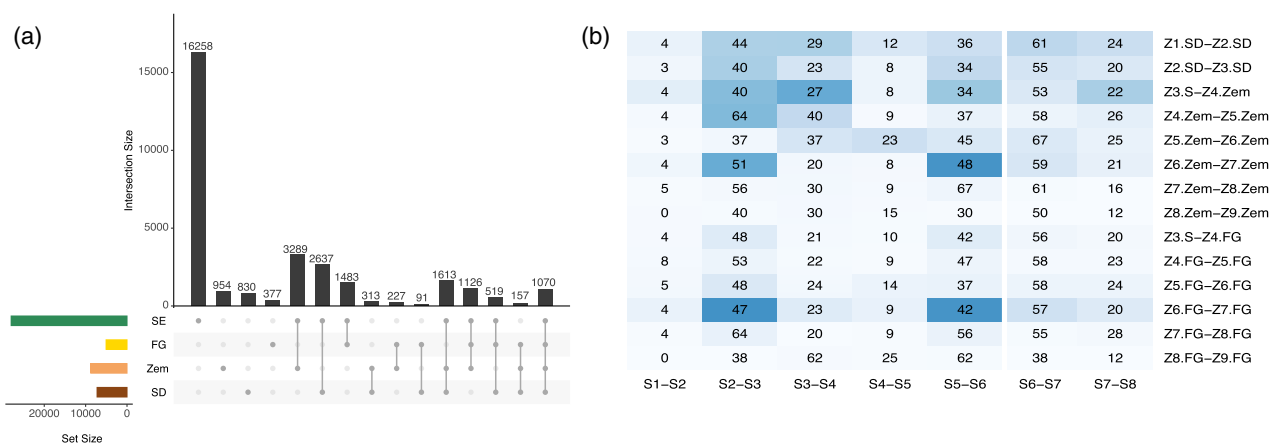 (a)
Intersection Size
15000
10000
5000
0
16258
954
830
377
3289
2637
1483
313
227
91
1613
1126
519
157
1070
SE
FG
Zem
SD
20000 10000 0
Set Size
(b)
4 44 29 12 36 61 24 Z1.SD−Z2.SD
3 40 23 8 34 55 20 Z2.SD−Z3.SD
4 40 27 8 34 53 22 Z3.S−Z4.Zem
4 64 40 9 37 58 26 Z4.Zem−Z5.Zem
3 37 37 23 45 67 25 Z5.Zem−Z6.Zem
4 51 20 8 48 59 21 Z6.Zem−Z7.Zem
5 56 30 9 67 61 16 Z7.Zem−Z8.Zem
0 40 30 15 30 50 12 Z8.Zem−Z9.Zem
4 48 21 10 42 56 20 Z3.S−Z4.FG
8 53 22 9 47 58 23 Z4.FG−Z5.FG
5 48 24 14 37 58 24 Z5.FG−Z6.FG
4 47 23 9 42 57 20 Z6.FG−Z7.FG
4 64 20 9 56 55 28 Z7.FG−Z8.FG
0 38 62 25 62 38 12 Z8.FG−Z9.FG
S1−S2 S2−S3 S3−S4 S4−S5 S5−S6 S6−S7 S7−S8